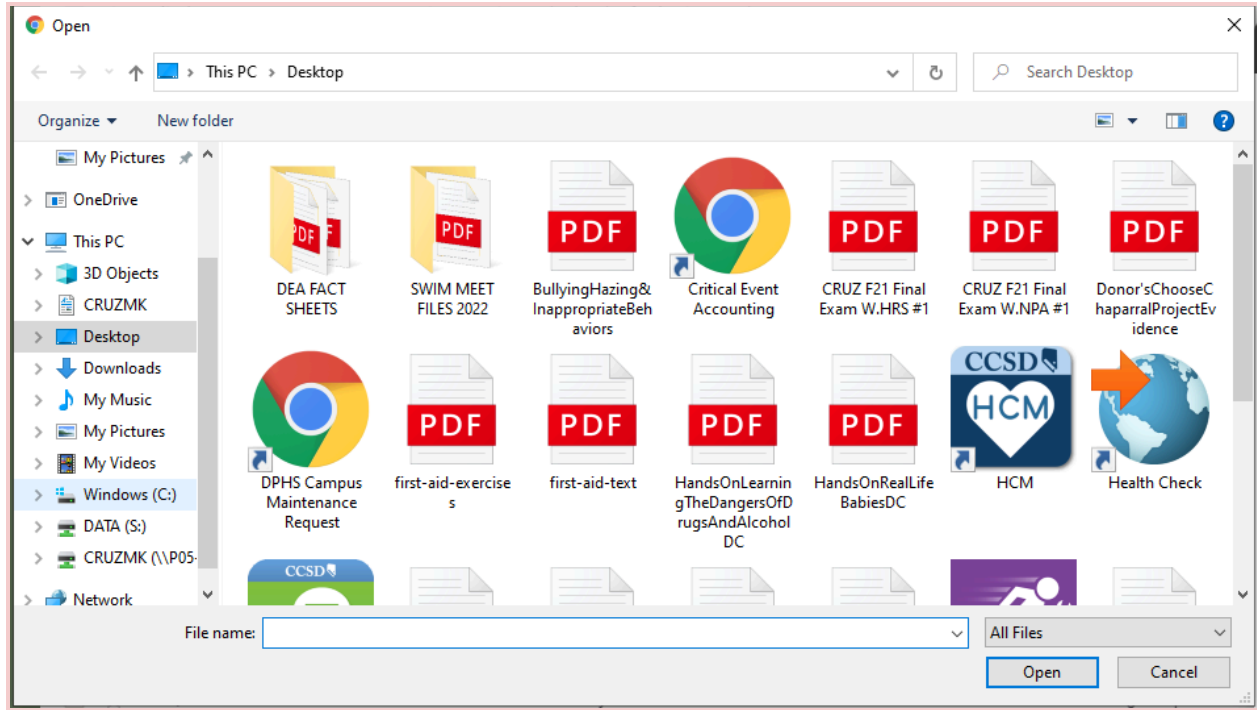 Open
This PC > Desktop
Search Desktop
Organize
New folder
My Pictures
OneDrive
This PC
3D Objects
CRUZMK
Desktop
Downloads
My Music
My Pictures
My Videos
Windows (C:)
DATA (S:)
CRUZMK (\\P05-
Network
PDF
DEA FACT
SHEETS
PDF
SWIM MEET
FILES 2022
PDF
BullyingHazing&
InappropriateBeh
aviors
Critical Event
Accounting
PDF
CRUZ F21 Final
Exam W.HRS #1
PDF
CRUZ F21 Final
Exam W.NPA #1
PDF
Donor'sChooseC
haparralProjectEv
idence
DPHS Campus
Maintenance
Request
PDF
first-aid-exercise
s
PDF
first-aid-text
PDF
HandsOnLearnin
gTheDangersOfD
rugsAndAlcohol
DC
PDF
HandsOnRealLife
BabiesDC
CCSD
HCM
HCM
Health Check
CCSD
File name:
All Files
Open
Cancel